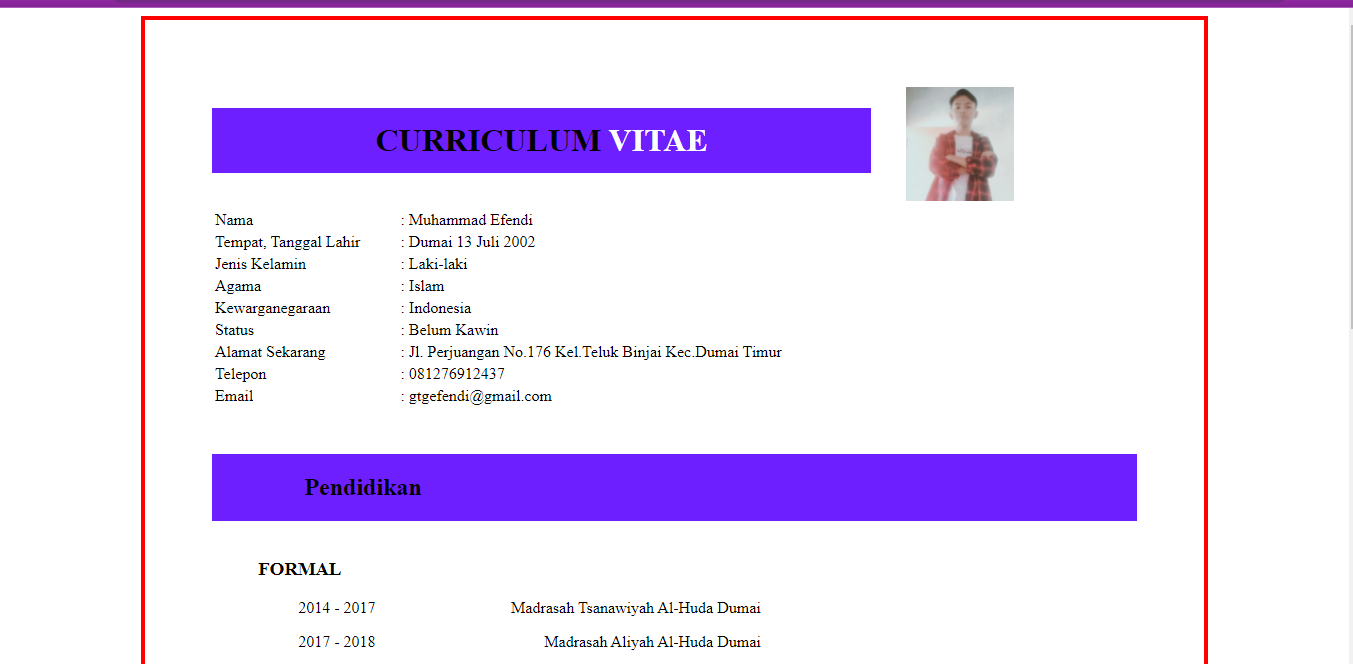 CURRICULUM VITAE
Nama : Muhammad Efendi
Tempat, Tanggal Lahir : Dumai 13 Juli 2002
Jenis Kelamin : Laki-laki
Agama : Islam
Kewarganegaraan : Indonesia
Status : Belum Kawin
Alamat Sekarang : Jl. Perjuangan No.176 Kel.Teluk Binjai Kec.Dumai Timur
Telepon : 081276912437
Email : gtgefendi@gmail.com
Pendidikan
FORMAL
2014 - 2017 Madrasah Tsanawiyah Al-Huda Dumai
2017 - 2018 Madrasah Aliyah Al-Huda Dumai